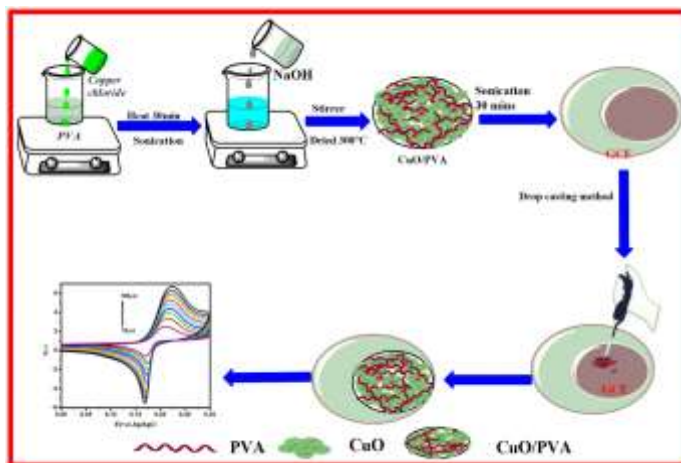 Copper
chloride
PVA
Heat 30min
Sonication
NaOH
Stirrer
Dried 300°C
CuO/PVA
Sonication
30 mins
GCE
Drop casting method
GCE
PVA
CuO
CuO/PVA